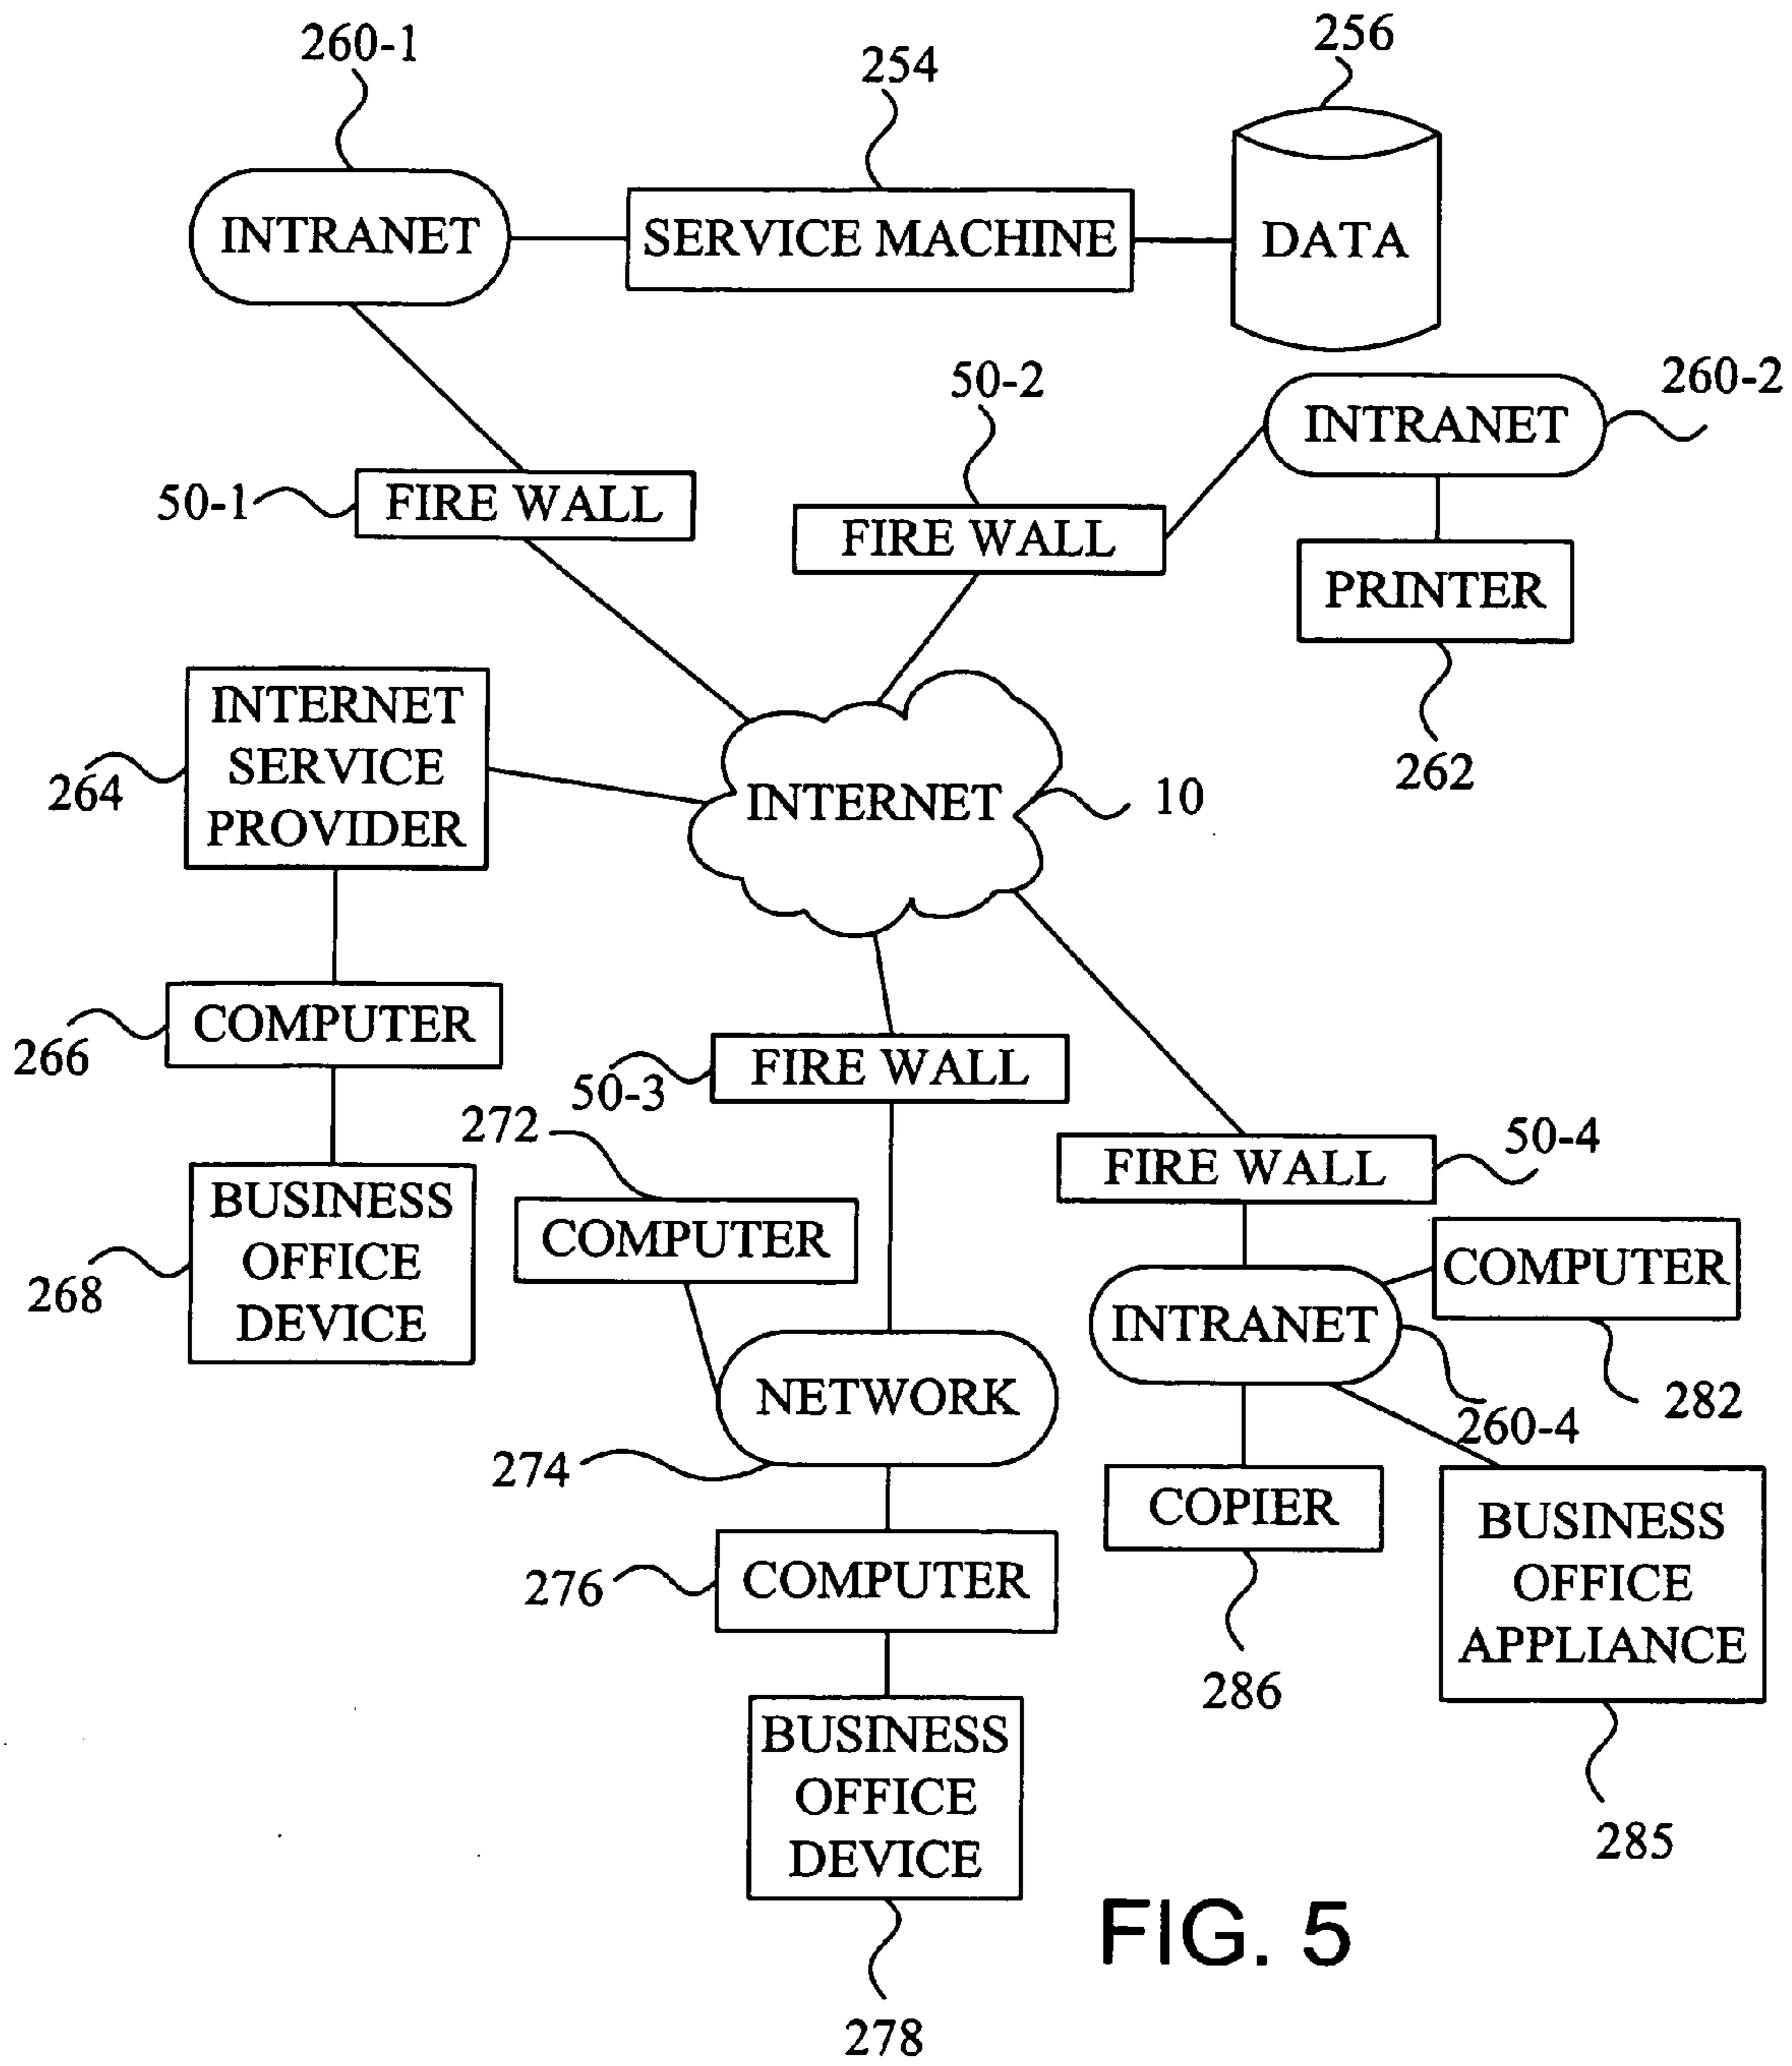 260-1
254
256
INTRANET
SERVICE MACHINE
DATA
50-2
260-2
INTRANET
50-1
FIRE WALL
FIRE WALL
PRINTER
262
INTERNET
SERVICE
PROVIDER
264
INTERNET
10
COMPUTER
266
FIRE WALL
50-3
272
50-4
FIRE WALL
BUSINESS
OFFICE
DEVICE
268
COMPUTER
COMPUTER
282
INTRANET
260-4
NETWORK
274
COPIER
286
BUSINESS
OFFICE
APPLIANCE
285
276
COMPUTER
BUSINESS
OFFICE
DEVICE
278
FIG. 5